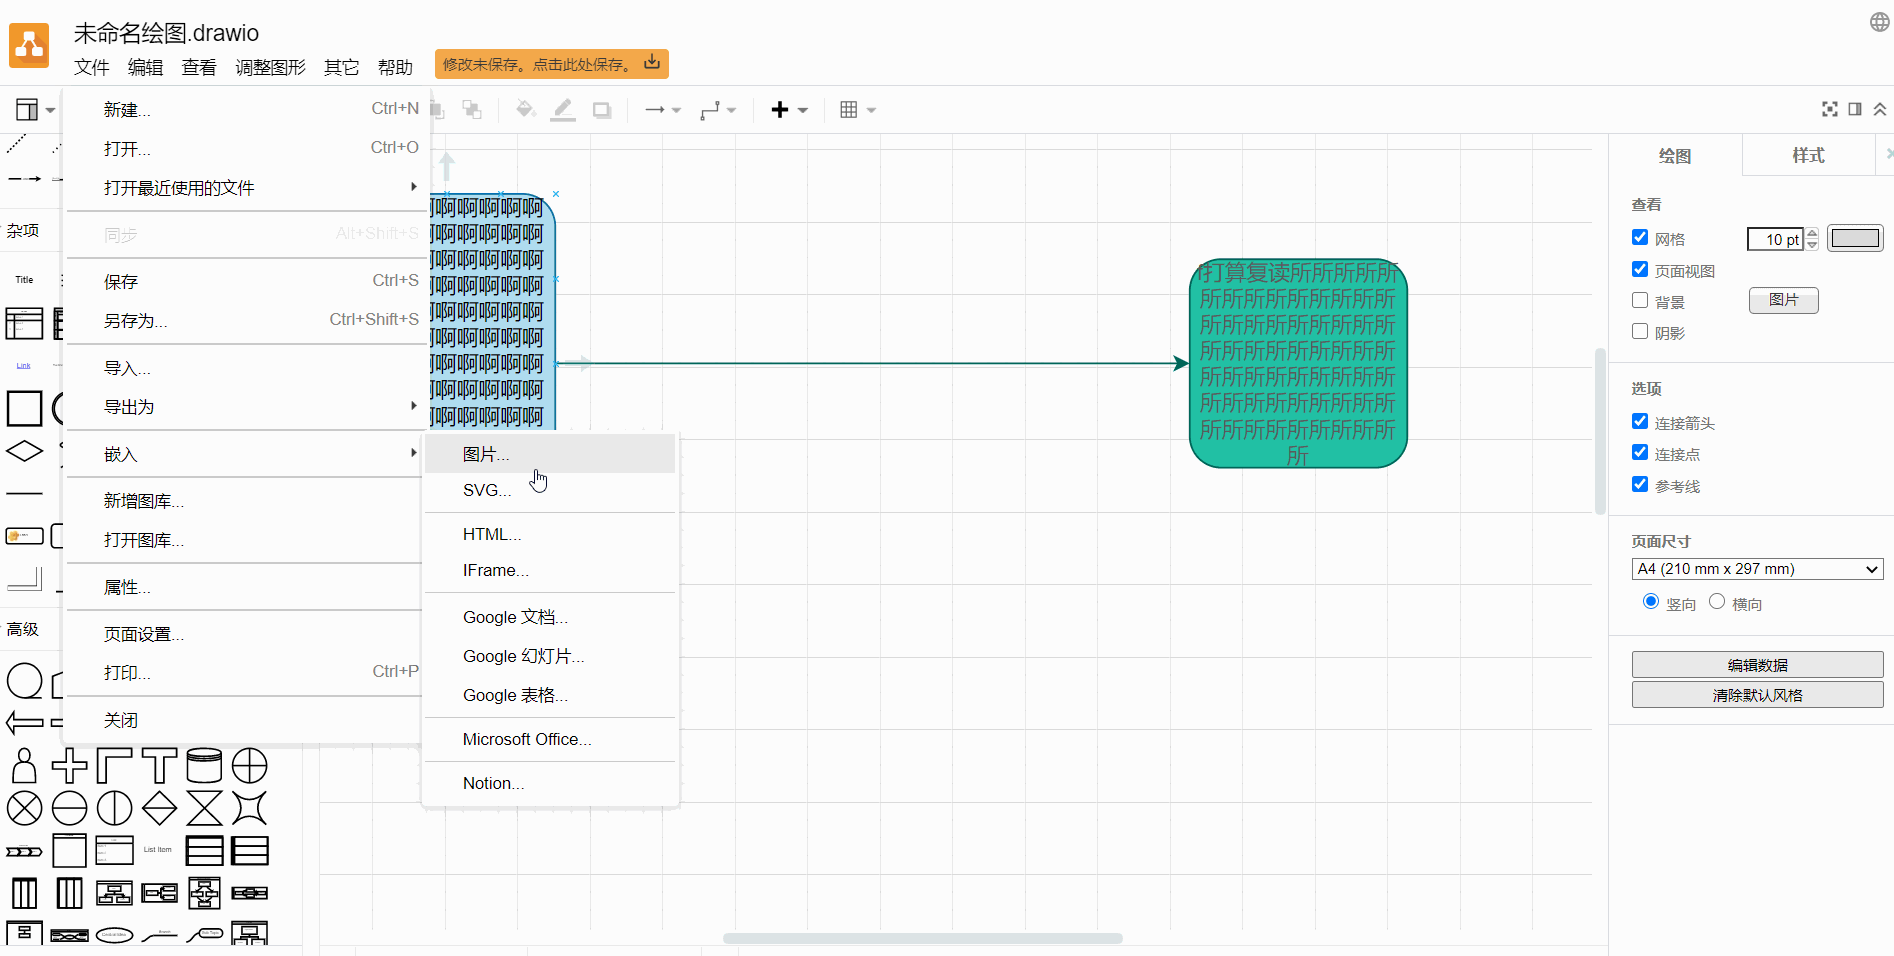 未命名绘图.drawio
文件 编辑 查看 调整图形 其它 帮助
修改未保存。点击此处保存。
新建... Ctrl+N
打开... Ctrl+O
打开最近使用的文件
同步 Alt+Shift+S
保存 Ctrl+S
另存为... Ctrl+Shift+S
导入...
导出为
嵌入
新增图库...
打开图库...
属性...
页面设置...
打印... Ctrl+P
关闭
图片...
SVG...
HTML...
IFrame...
Google 文档...
Google 幻灯片...
Google 表格...
Microsoft Office...
Notion...
杂项
Title
Link
高级
List Item
啊啊啊啊啊
啊啊啊啊啊
啊啊啊啊啊
啊啊啊啊啊
啊啊啊啊啊
啊啊啊啊啊
啊啊啊啊啊
啊啊啊啊啊
啊啊啊啊啊
打算复读所所所所所
所所所所所所所所所
所所所所所所所所所
所所所所所所所所所
所所所所所所所所所
所所所所所所所所所
所所所所所所所所所
所
绘图 样式
查看
网格 10 pt
页面视图
背景 图片
阴影
选项
连接箭头
连接点
参考线
页面尺寸
A4 (210 mm x 297 mm)
竖向 横向
编辑数据
清除默认风格